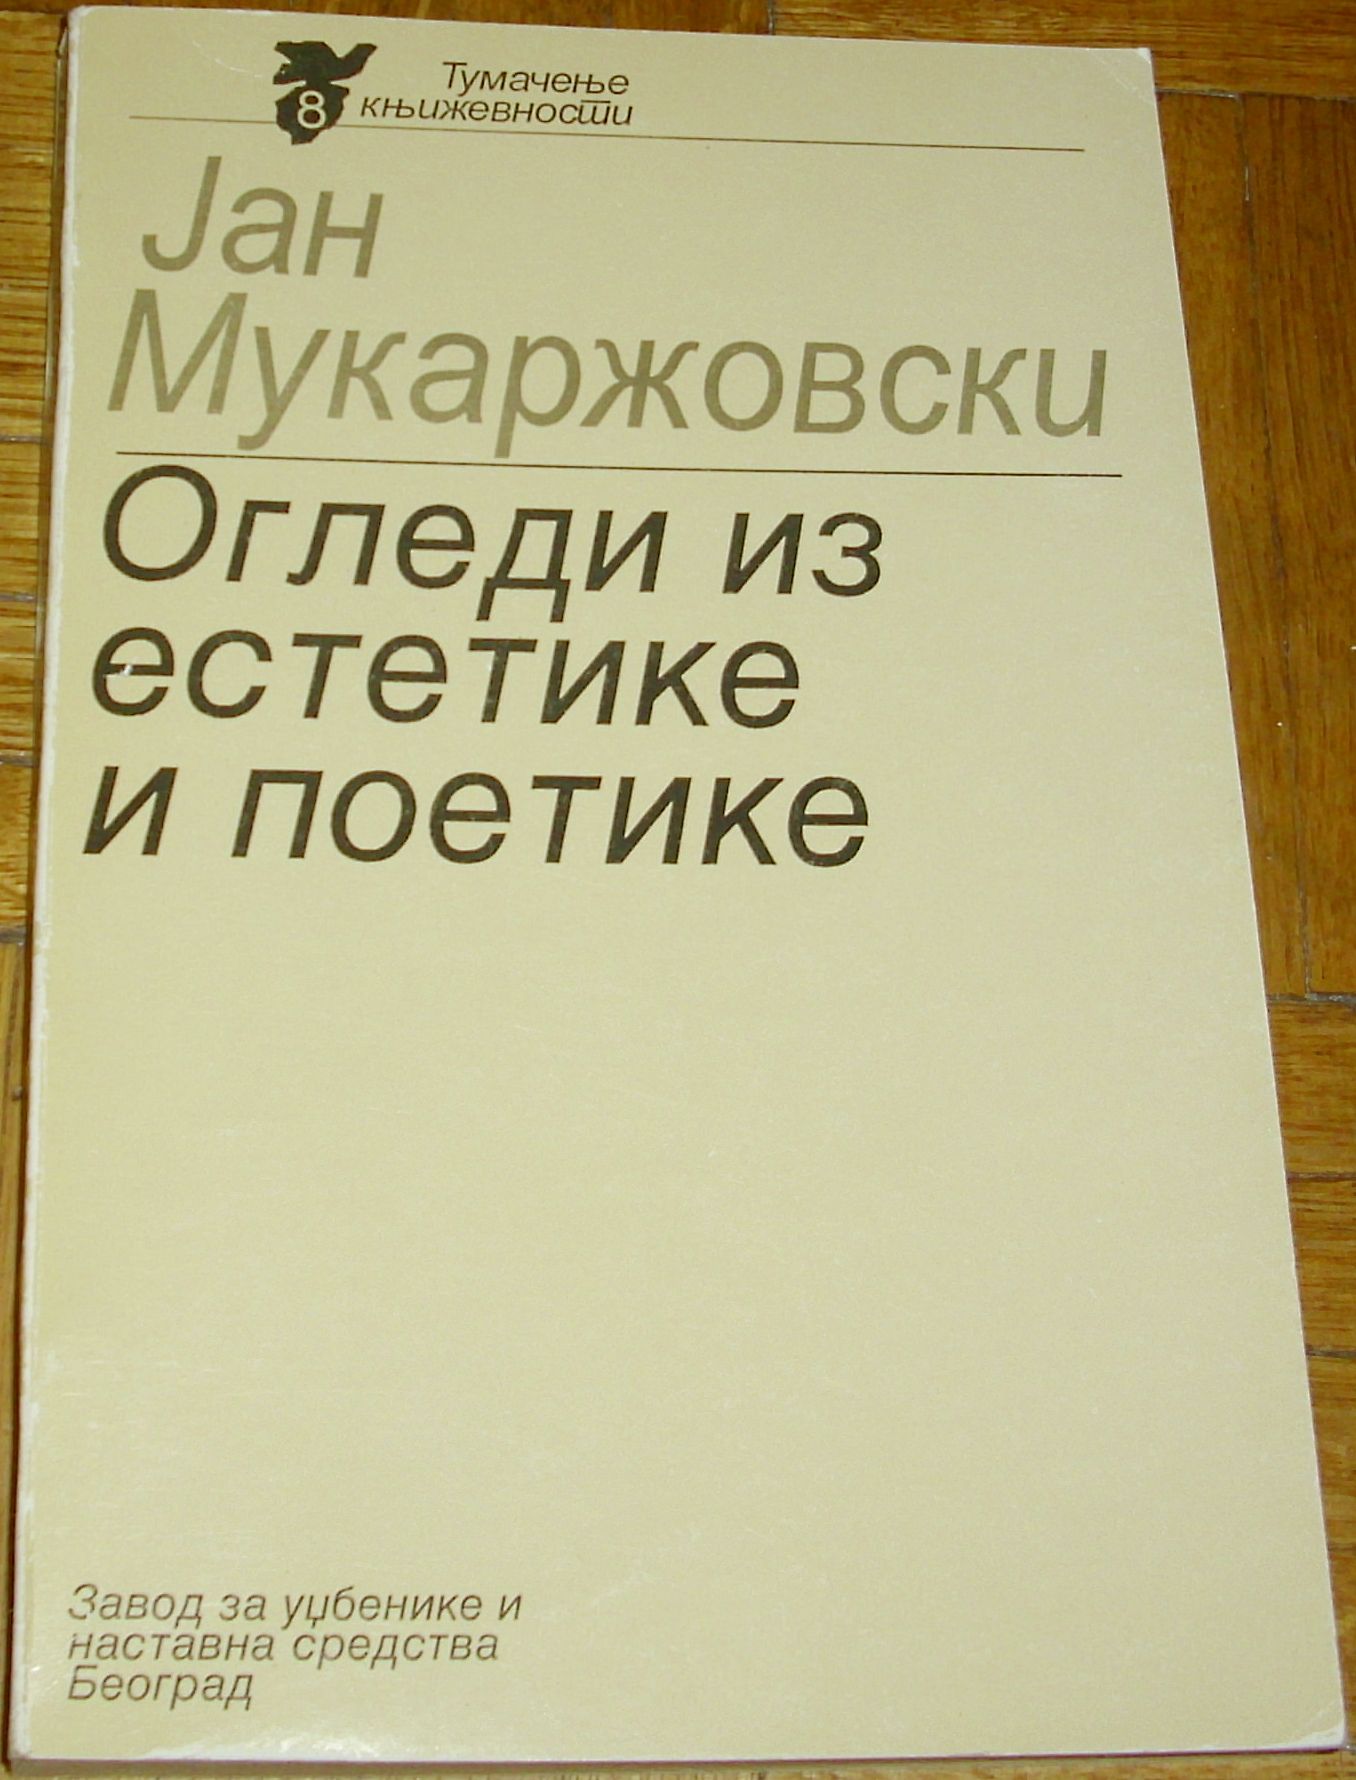 8
Тумачење
књижевности
Јан
Мукаржовски
Огледи из
естетике
и поетике
Завод за уџбенике и
наставна средства
Београд